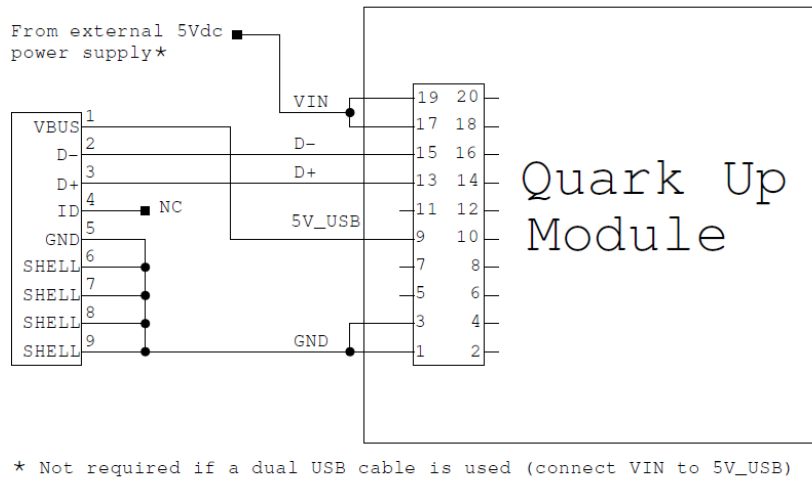 From external 5Vdc
power supply*
VIN
19 20
1 17 18
VBUS D-
2 15 16
D- D+
3 13 14
D+
4 NC 11 12
ID 5V_USB
5 9 10
GND
6 7 8
SHELL
7 5 6
SHELL
8 3 4
SHELL GND
9 1 2
SHELL
Quark Up
Module
* Not required if a dual USB cable is used (connect VIN to 5V_USB)